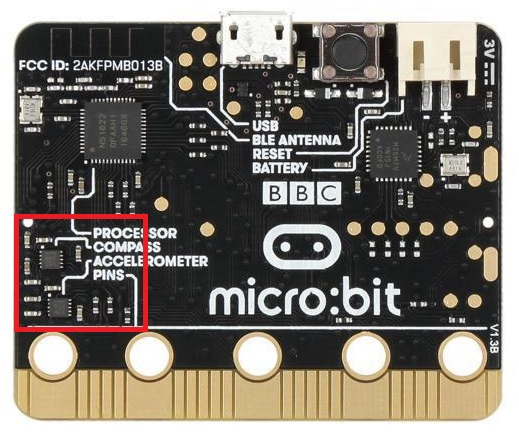 FCC ID: 2AKFPMB013B
3V
USB
BLE ANTENNA
RESET
BATTERY
BBC
PROCESSOR
COMPASS
ACCELEROMETER
PINS
micro:bit
V1.3B